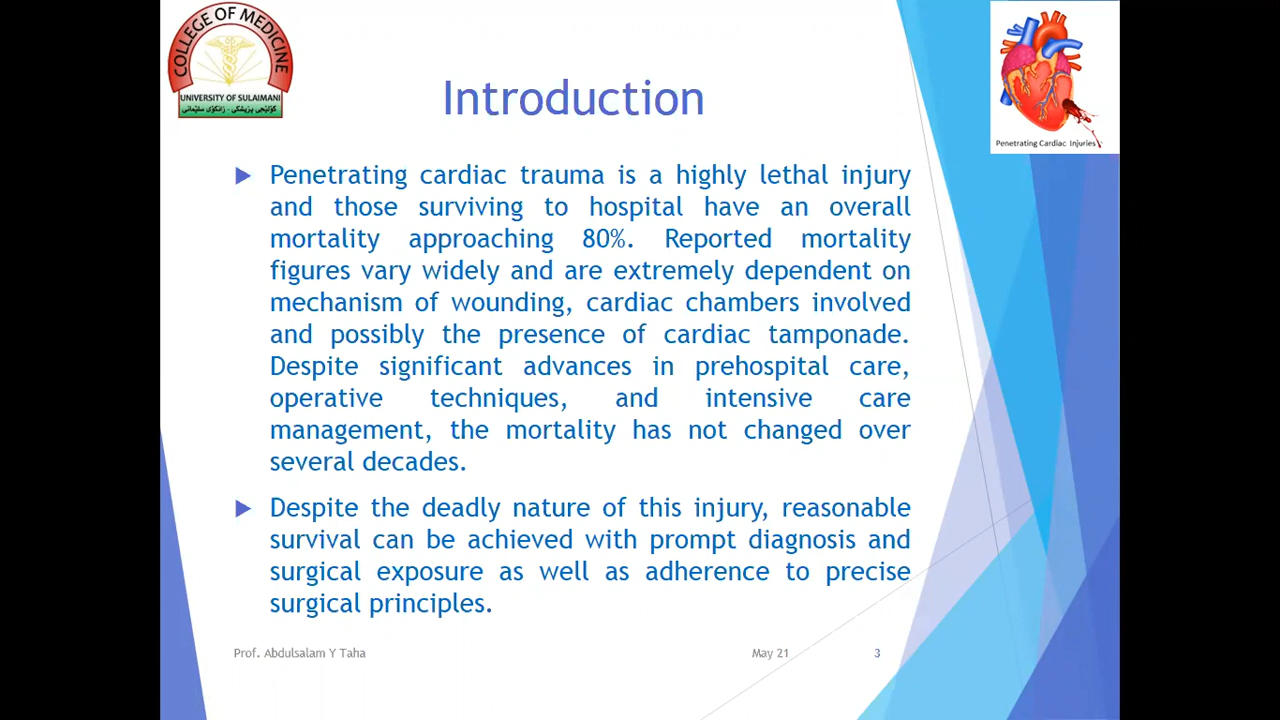 COLLEGE OF MEDICINE
UNIVERSITY OF SULAIMANI
كۆلێجی پزیشکی - زانکۆی سلێمانی
Introduction
Penetrating Cardiac Injuries
Penetrating cardiac trauma is a highly lethal injury
and those surviving to hospital have an overall
mortality approaching 80%. Reported mortality
figures vary widely and are extremely dependent on
mechanism of wounding, cardiac chambers involved
and possibly the presence of cardiac tamponade.
Despite significant advances in prehospital care,
operative techniques, and intensive care
management, the mortality has not changed over
several decades.
Despite the deadly nature of this injury, reasonable
survival can be achieved with prompt diagnosis and
surgical exposure as well as adherence to precise
surgical principles.
Prof. Abdulsalam Y Taha
May 21
3